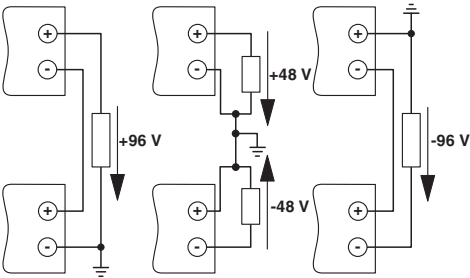 + + +
- - -
+48 V
+96 V -96 V
-48 V
+ + +
- - -